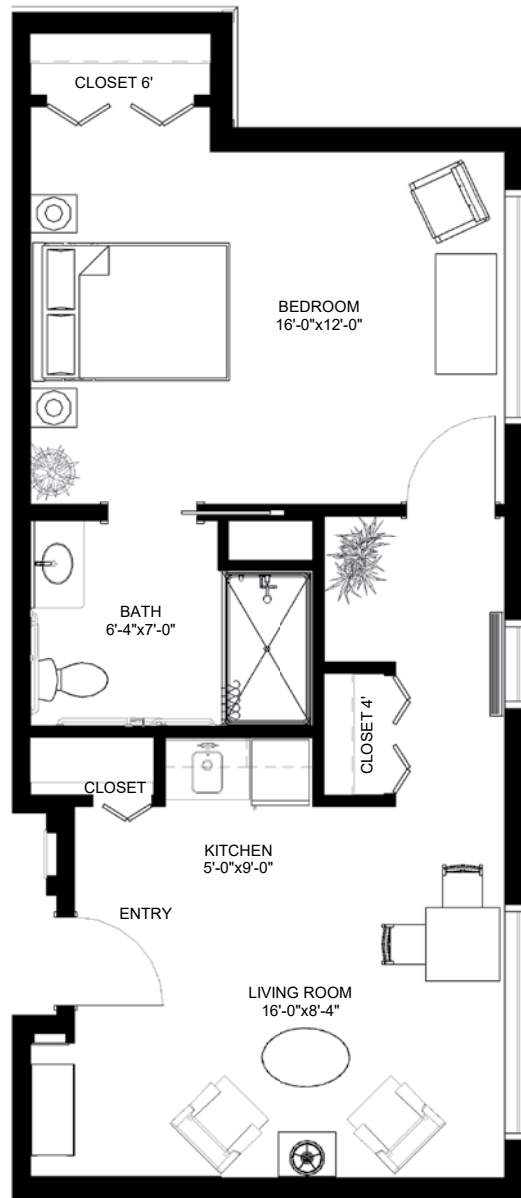 CLOSET 6'
BEDROOM
16'-0"x12'-0"
BATH
6'-4"x7'-0"
CLOSET 4'
CLOSET
KITCHEN
5'-0"x9'-0"
ENTRY
LIVING ROOM
16'-0"x8'-4"